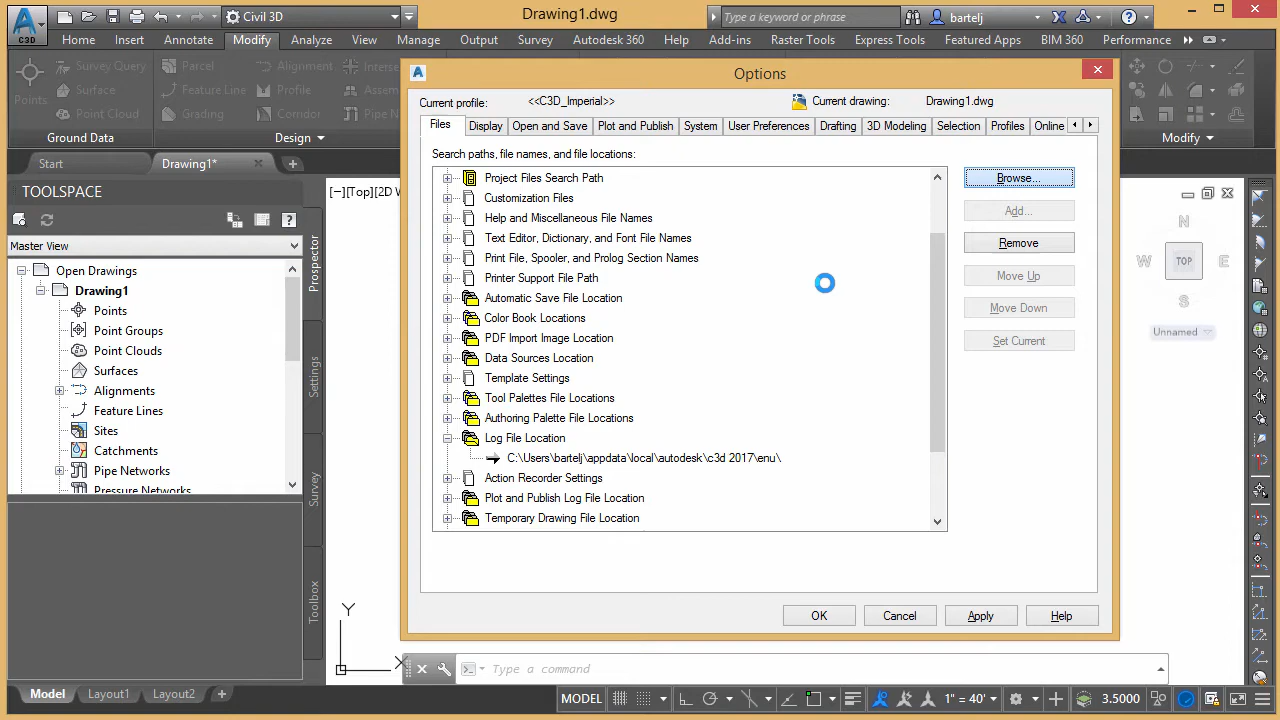 Civil 3D
Drawing1.dwg
Type a keyword or phrase
bartelj
C3D
Home
Insert
Annotate
Modify
Analyze
View
Manage
Output
Survey
Autodesk 360
Help
Add-ins
Raster Tools
Express Tools
Featured Apps
BIM 360
Performance
Points
Survey Query
Surface
Point Cloud
Parcel
Feature Line
Grading
Alignment
Profile
Corridor
Ground Data
Design
Modify
Start
Drawing1*
[−][Top][2D W
TOOLSPACE
Master View
Open Drawings
Drawing1
Points
Point Groups
Point Clouds
Surfaces
Alignments
Feature Lines
Sites
Catchments
Pipe Networks
Pressure Networks
Prospector
Settings
Survey
Toolbox
Options
Current profile:
<<C3D_Imperial>>
Current drawing:
Drawing1.dwg
Files
Display
Open and Save
Plot and Publish
System
User Preferences
Drafting
3D Modeling
Selection
Profiles
Online
Search paths, file names, and file locations:
Project Files Search Path
Customization Files
Help and Miscellaneous File Names
Text Editor, Dictionary, and Font File Names
Print File, Spooler, and Prolog Section Names
Printer Support File Path
Automatic Save File Location
Color Book Locations
PDF Import Image Location
Data Sources Location
Template Settings
Tool Palettes File Locations
Authoring Palette File Locations
Log File Location
C:\Users\bartelj\appdata\local\autodesk\c3d 2017\enu\
Action Recorder Settings
Plot and Publish Log File Location
Temporary Drawing File Location
Browse...
Add...
Remove
Move Up
Move Down
Set Current
OK
Cancel
Apply
Help
N
W
TOP
E
S
Unnamed
Y
X
Type a command
Model
Layout1
Layout2
MODEL
1" = 40'
3.5000